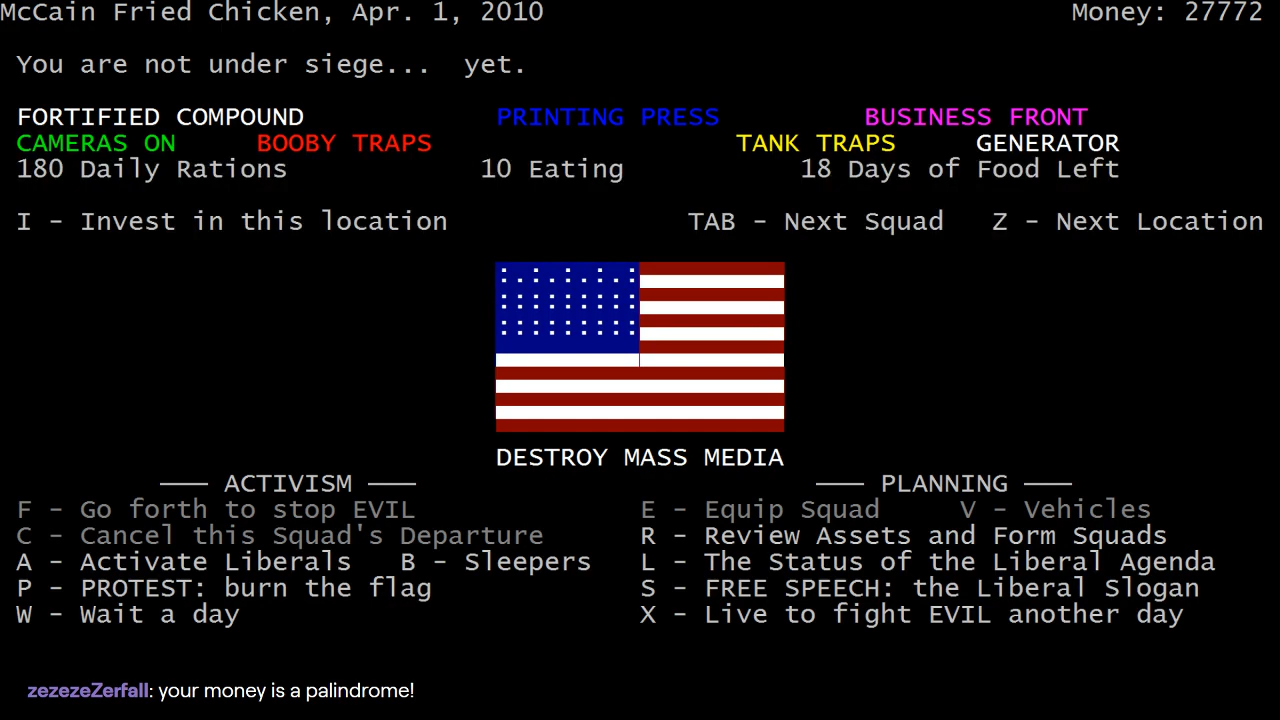 McCain Fried Chicken, Apr. 1, 2010 Money: 27772
You are not under siege...  yet.
FORTIFIED COMPOUND PRINTING PRESS BUSINESS FRONT
CAMERAS ON BOOBY TRAPS TANK TRAPS GENERATOR
180 Daily Rations 10 Eating 18 Days of Food Left
I - Invest in this location TAB - Next Squad Z - Next Location
DESTROY MASS MEDIA
ACTIVISM PLANNING
F - Go forth to stop EVIL E - Equip Squad V - Vehicles
C - Cancel this Squad's Departure R - Review Assets and Form Squads
A - Activate Liberals B - Sleepers L - The Status of the Liberal Agenda
P - PROTEST: burn the flag S - FREE SPEECH: the Liberal Slogan
W - Wait a day X - Live to fight EVIL another day
zezezeZerfall: your money is a palindrome!